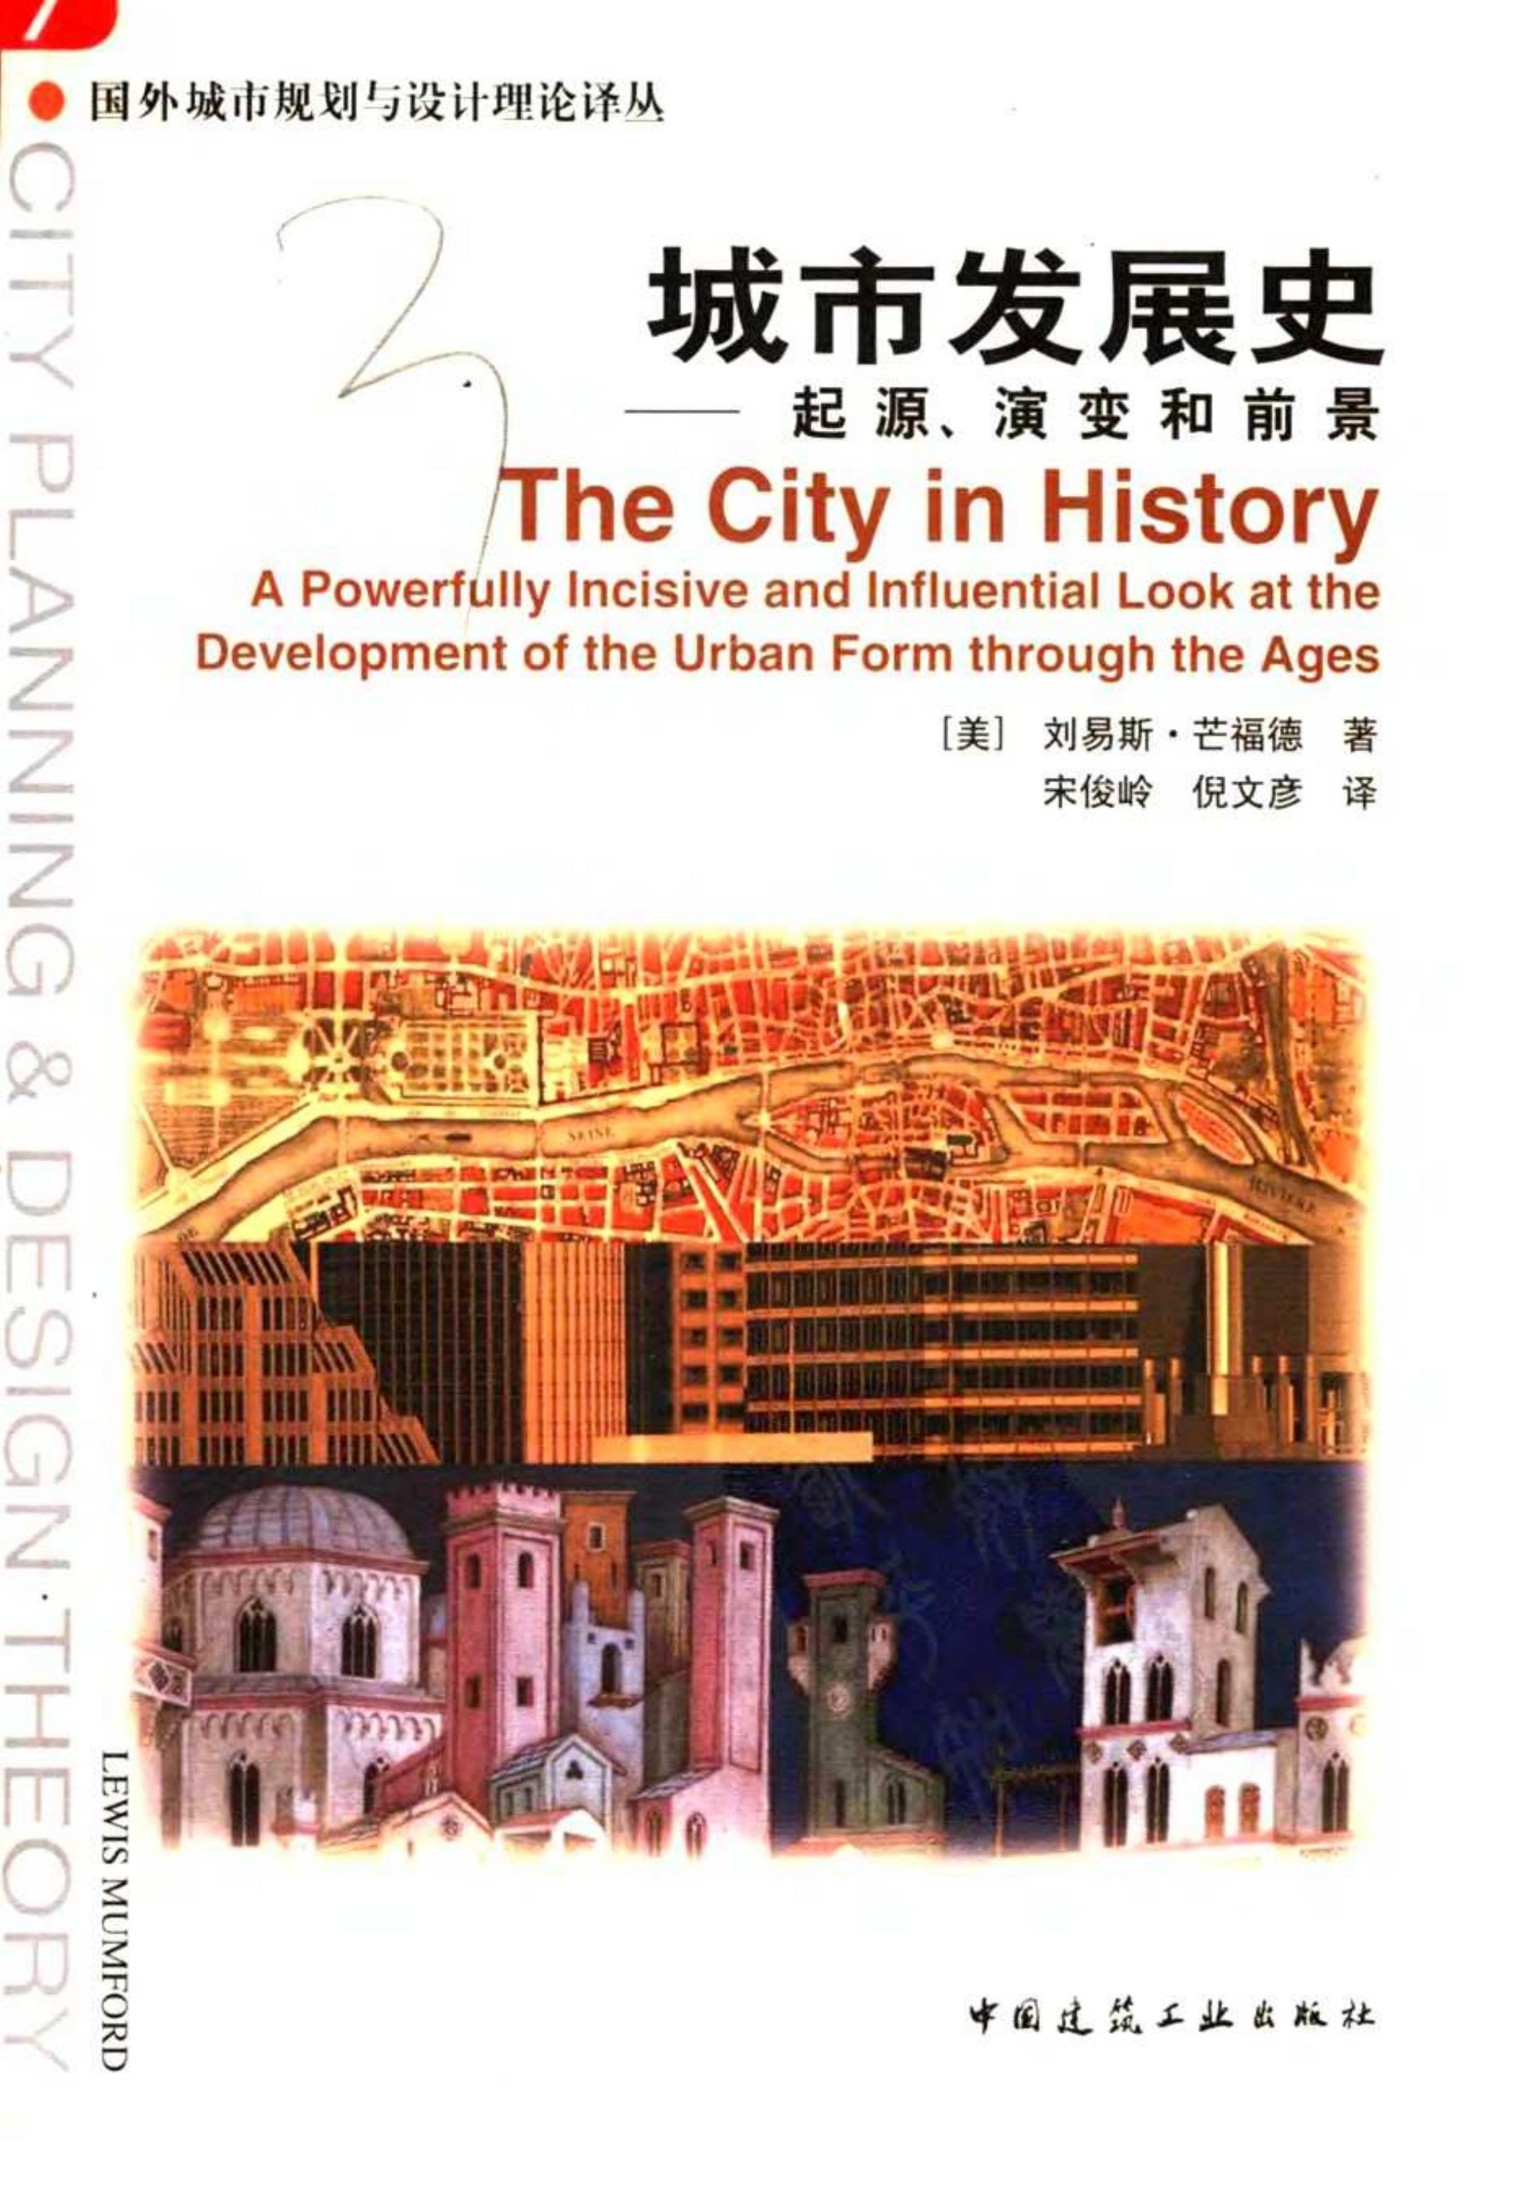 国外城市规划与设计理论译丛
城市发展史
—— 起源、演变和前景
The City in History
A Powerfully Incisive and Influential Look at the
Development of the Urban Form through the Ages
[美] 刘易斯·芒福德 著
宋俊岭 倪文彦 译
CITY PLANNING & DESIGN·THEORY
SEINE
RIVIERE
LEWIS MUMFORD
中国建筑工业出版社